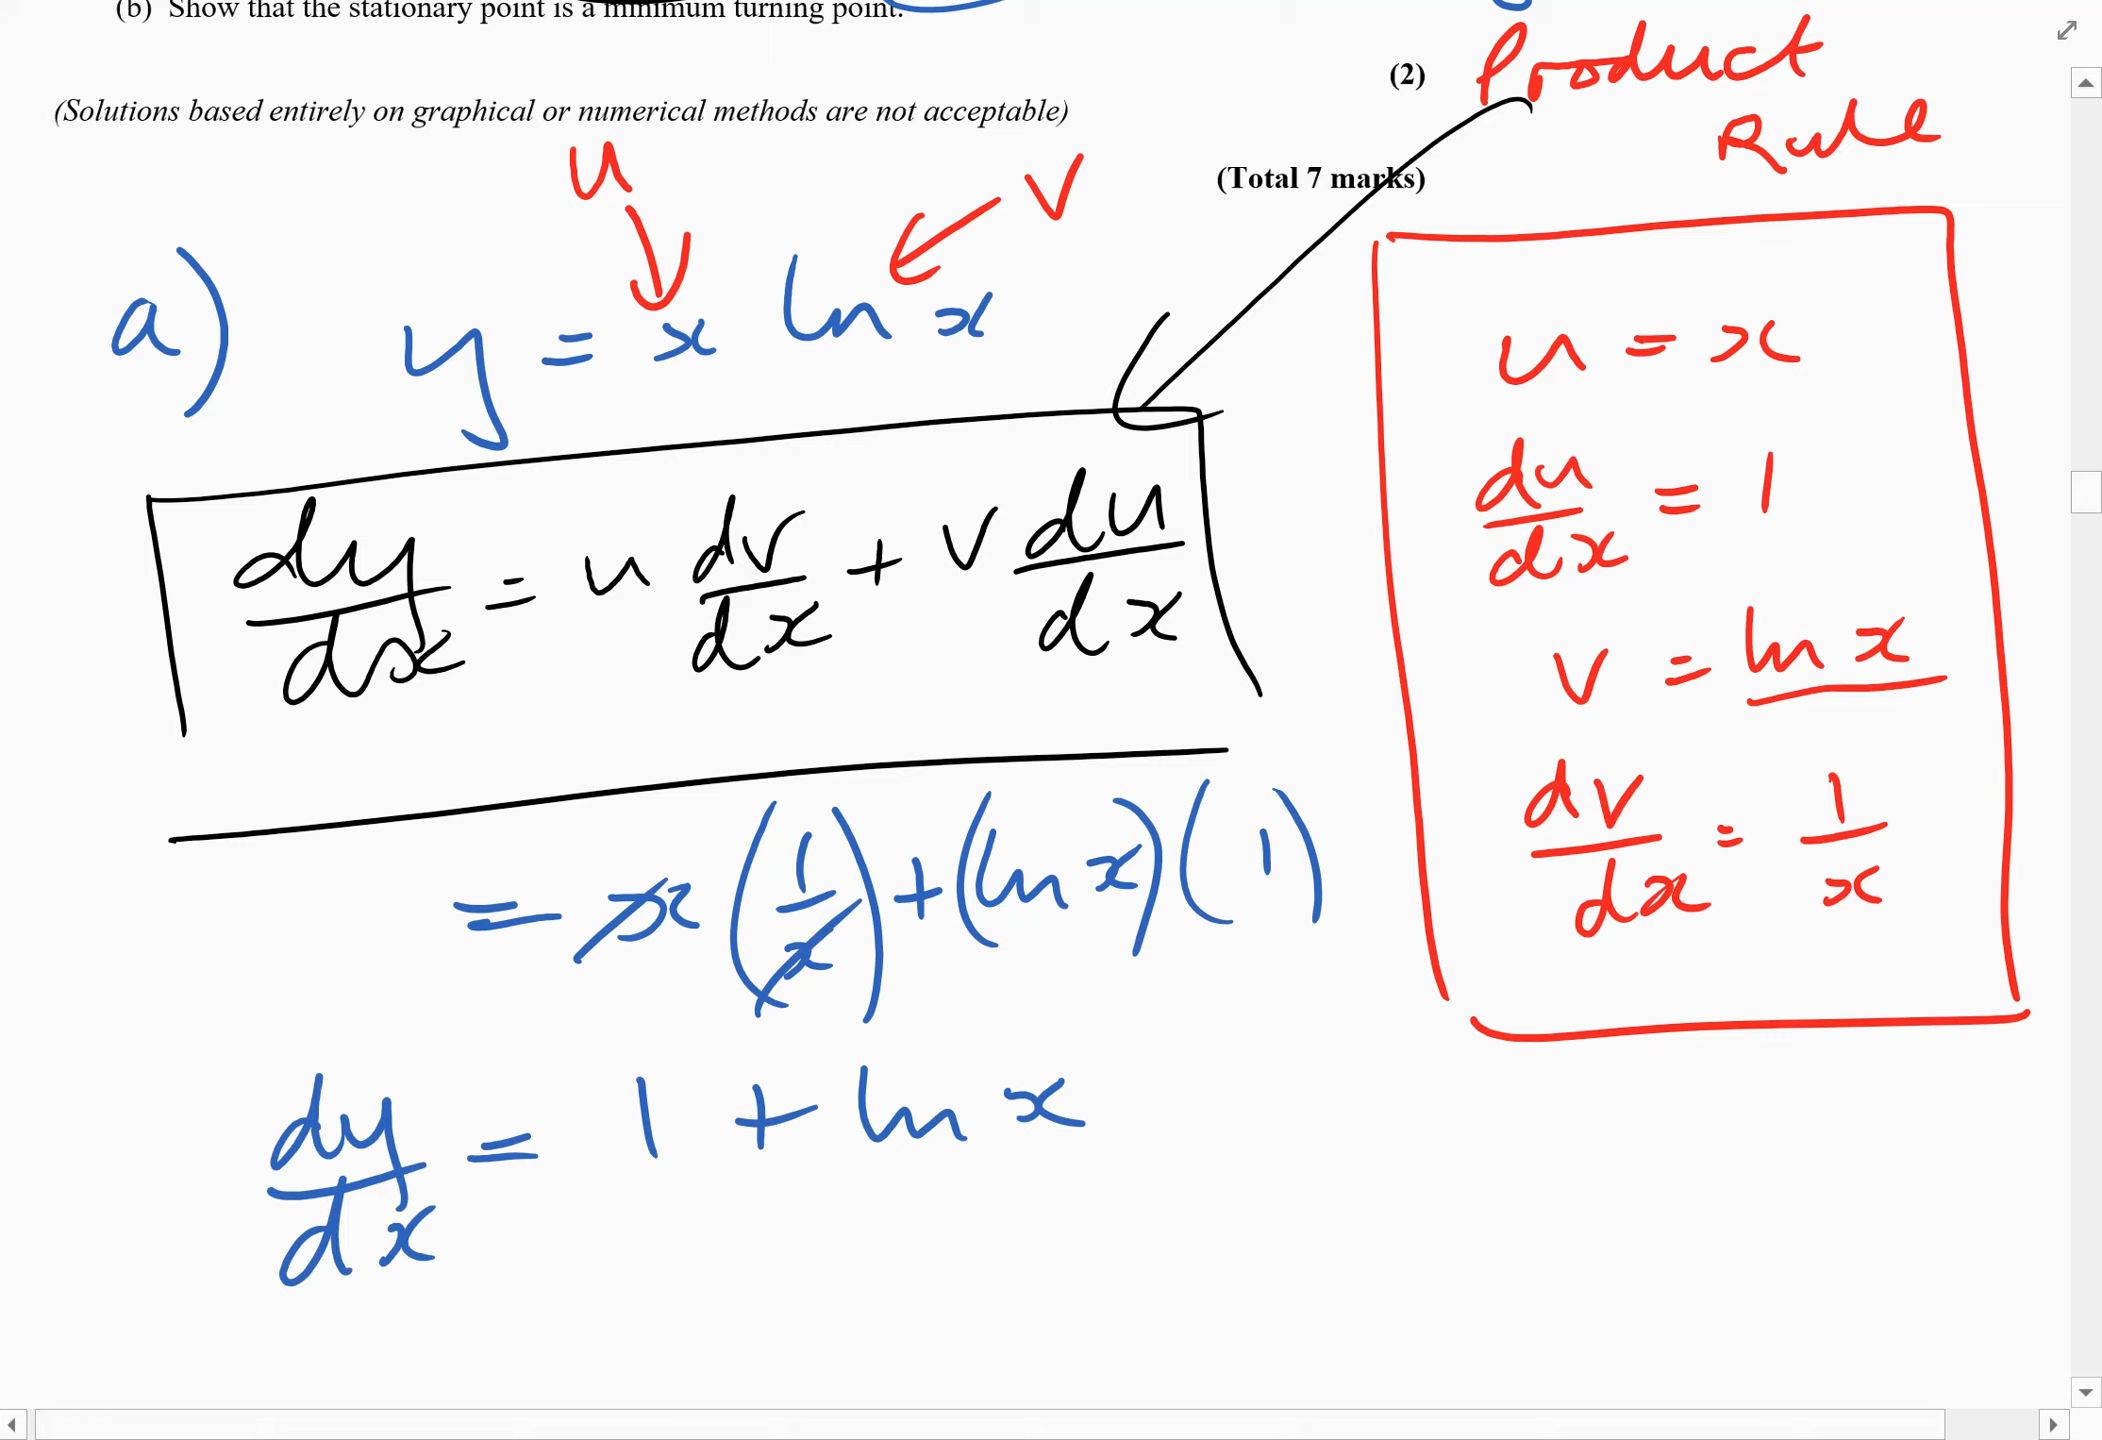 (b) Show that the stationary point is a minimum turning point.
(2)
Product
Rule
(Solutions based entirely on graphical or numerical methods are not acceptable)
(Total 7 marks)
u
v
a) y = x ln x
dy/dx = u dv/dx + v du/dx
= x (1/x) + (ln x)(1)
dy/dx = 1 + ln x
u = x
du/dx = 1
v = ln x
dv/dx = 1/x